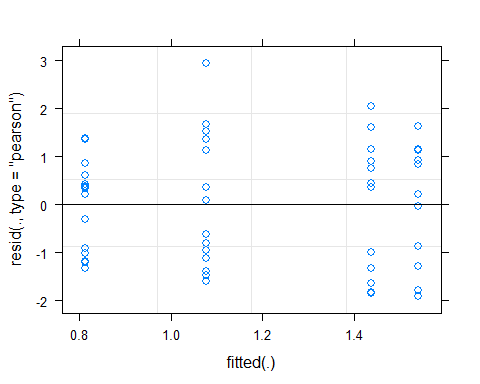 resid(., type = "pearson")
3
2
1
0
-1
-2
0.8 1.0 1.2 1.4
fitted(.)